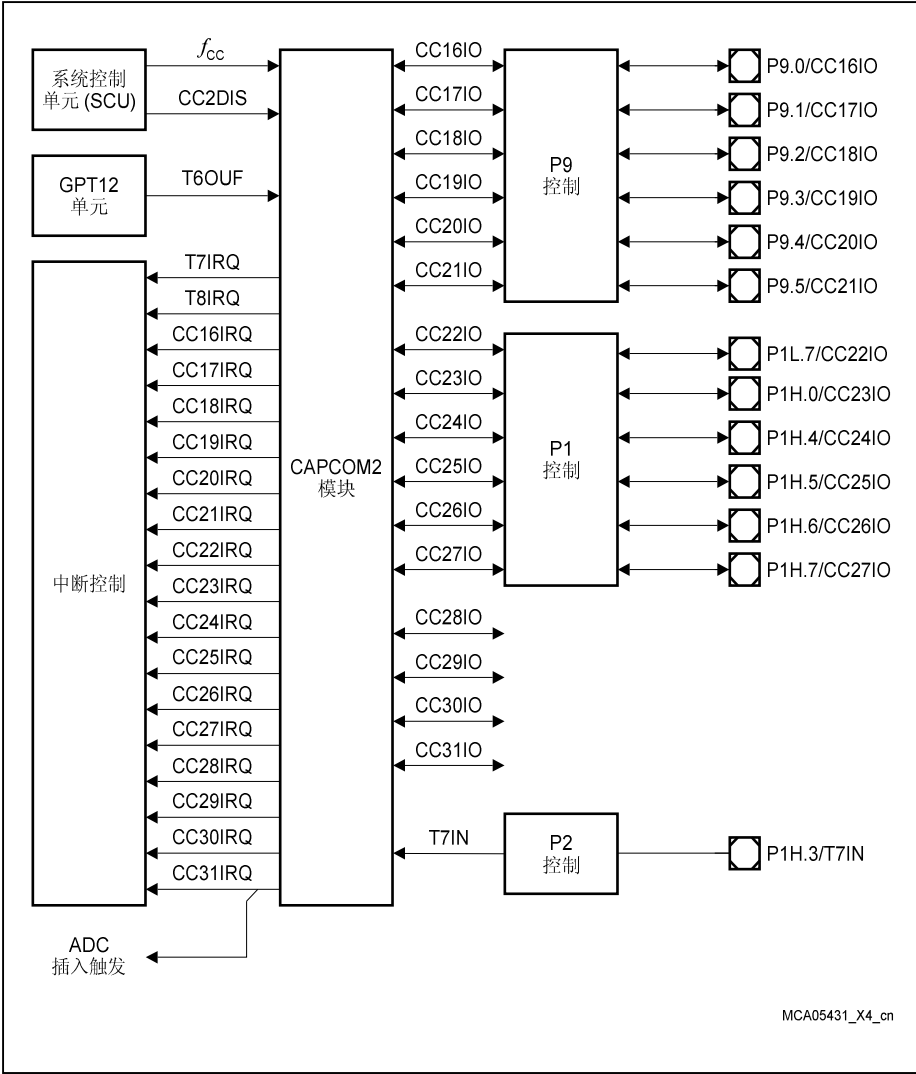 系统控制
单元 (SCU)
fCC
CC2DIS
GPT12
单元
T6OUF
中断控制
T7IRQ
T8IRQ
CC16IRQ
CC17IRQ
CC18IRQ
CC19IRQ
CC20IRQ
CC21IRQ
CC22IRQ
CC23IRQ
CC24IRQ
CC25IRQ
CC26IRQ
CC27IRQ
CC28IRQ
CC29IRQ
CC30IRQ
CC31IRQ
ADC
插入触发
CAPCOM2
模块
CC16IO
CC17IO
CC18IO
CC19IO
CC20IO
CC21IO
CC22IO
CC23IO
CC24IO
CC25IO
CC26IO
CC27IO
CC28IO
CC29IO
CC30IO
CC31IO
T7IN
P9
控制
P1
控制
P2
控制
P9.0/CC16IO
P9.1/CC17IO
P9.2/CC18IO
P9.3/CC19IO
P9.4/CC20IO
P9.5/CC21IO
P1L.7/CC22IO
P1H.0/CC23IO
P1H.4/CC24IO
P1H.5/CC25IO
P1H.6/CC26IO
P1H.7/CC27IO
P1H.3/T7IN
MCA05431_X4_cn